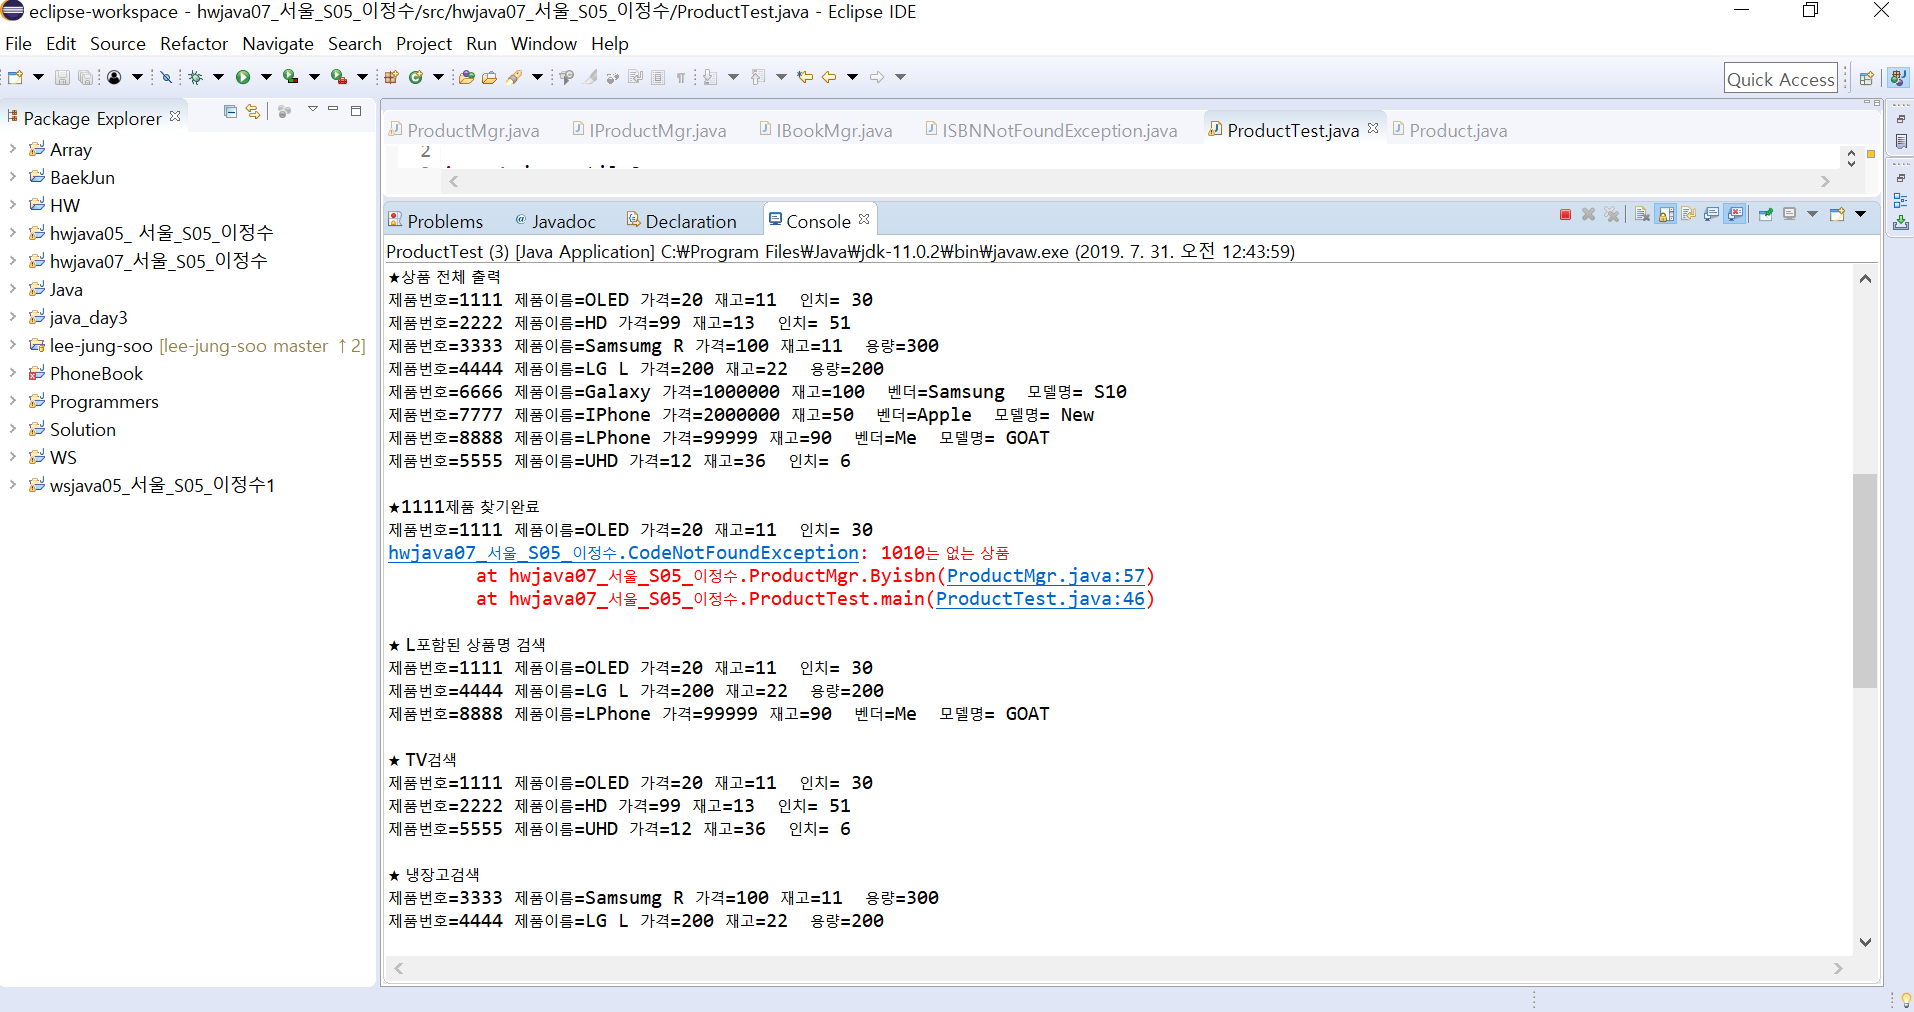 eclipse-workspace - hwjava07_서울_S05_이정수/src/hwjava07_서울_S05_이정수/ProductTest.java - Eclipse IDE
File Edit Source Refactor Navigate Search Project Run Window Help
Quick Access
Package Explorer
Array
BaekJun
HW
hwjava05_ 서울_S05_이정수
hwjava07_서울_S05_이정수
Java
java_day3
lee-jung-soo [lee-jung-soo master ↑2]
PhoneBook
Programmers
Solution
WS
wsjava05_서울_S05_이정수1
ProductMgr.java IProductMgr.java IBookMgr.java ISBNNotFoundException.java ProductTest.java Product.java
2
Problems @ Javadoc Declaration Console
ProductTest (3) [Java Application] C:₩Program Files₩Java₩jdk-11.0.2₩bin₩javaw.exe (2019. 7. 31. 오전 12:43:59)
★상품 전체 출력
제품번호=1111 제품이름=OLED 가격=20 재고=11 인치= 30
제품번호=2222 제품이름=HD 가격=99 재고=13 인치= 51
제품번호=3333 제품이름=Samsumg R 가격=100 재고=11 용량=300
제품번호=4444 제품이름=LG L 가격=200 재고=22 용량=200
제품번호=6666 제품이름=Galaxy 가격=1000000 재고=100 벤더=Samsung 모델명= S10
제품번호=7777 제품이름=IPhone 가격=2000000 재고=50 벤더=Apple 모델명= New
제품번호=8888 제품이름=LPhone 가격=99999 재고=90 벤더=Me 모델명= GOAT
제품번호=5555 제품이름=UHD 가격=12 재고=36 인치= 6
★1111제품 찾기완료
제품번호=1111 제품이름=OLED 가격=20 재고=11 인치= 30
hwjava07_서울_S05_이정수.CodeNotFoundException: 1010는 없는 상품
at hwjava07_서울_S05_이정수.ProductMgr.Byisbn(ProductMgr.java:57)
at hwjava07_서울_S05_이정수.ProductTest.main(ProductTest.java:46)
★ L포함된 상품명 검색
제품번호=1111 제품이름=OLED 가격=20 재고=11 인치= 30
제품번호=4444 제품이름=LG L 가격=200 재고=22 용량=200
제품번호=8888 제품이름=LPhone 가격=99999 재고=90 벤더=Me 모델명= GOAT
★ TV검색
제품번호=1111 제품이름=OLED 가격=20 재고=11 인치= 30
제품번호=2222 제품이름=HD 가격=99 재고=13 인치= 51
제품번호=5555 제품이름=UHD 가격=12 재고=36 인치= 6
★ 냉장고검색
제품번호=3333 제품이름=Samsumg R 가격=100 재고=11 용량=300
제품번호=4444 제품이름=LG L 가격=200 재고=22 용량=200